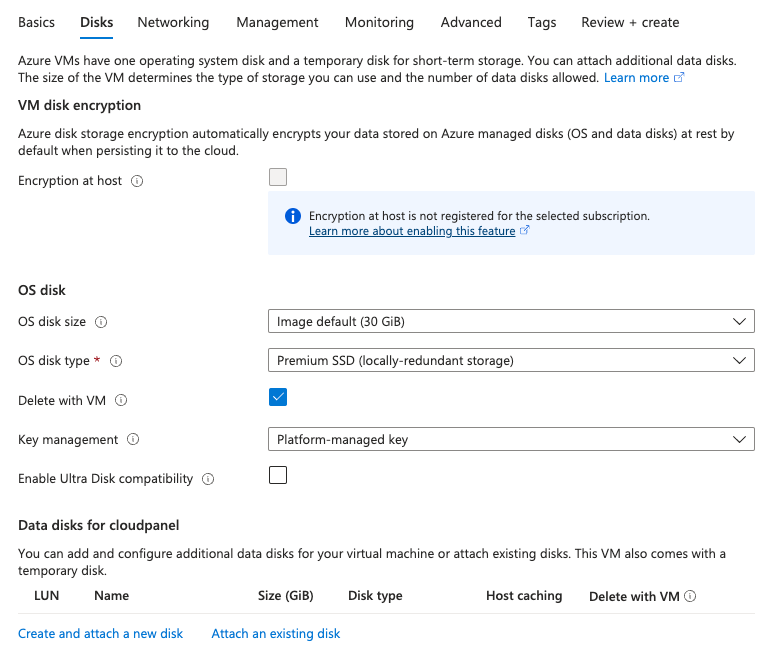 Basics Disks Networking Management Monitoring Advanced Tags Review + create
Azure VMs have one operating system disk and a temporary disk for short-term storage. You can attach additional data disks.
The size of the VM determines the type of storage you can use and the number of data disks allowed. Learn more
VM disk encryption
Azure disk storage encryption automatically encrypts your data stored on Azure managed disks (OS and data disks) at rest by
default when persisting it to the cloud.
Encryption at host
Encryption at host is not registered for the selected subscription.
Learn more about enabling this feature
OS disk
OS disk size Image default (30 GiB)
OS disk type * Premium SSD (locally-redundant storage)
Delete with VM
Key management Platform-managed key
Enable Ultra Disk compatibility
Data disks for cloudpanel
You can add and configure additional data disks for your virtual machine or attach existing disks. This VM also comes with a
temporary disk.
LUN Name Size (GiB) Disk type Host caching Delete with VM
Create and attach a new disk Attach an existing disk